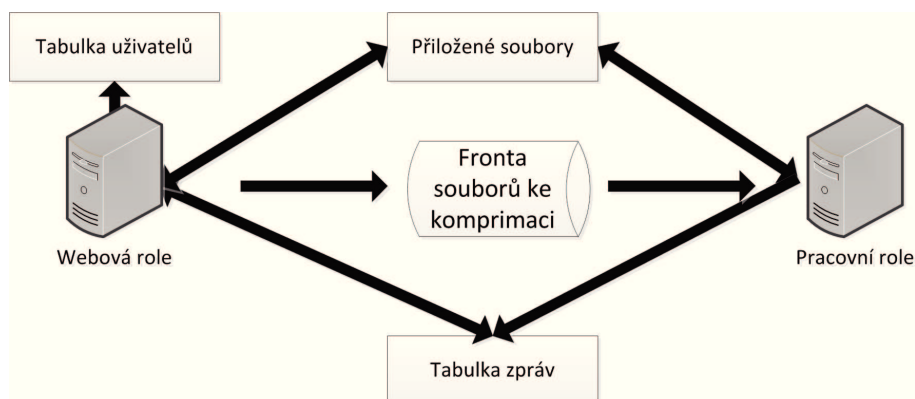 Tabulka uživatelů
Přiložené soubory
Fronta
souborů ke
komprimaci
Webová role
Pracovní role
Tabulka zpráv